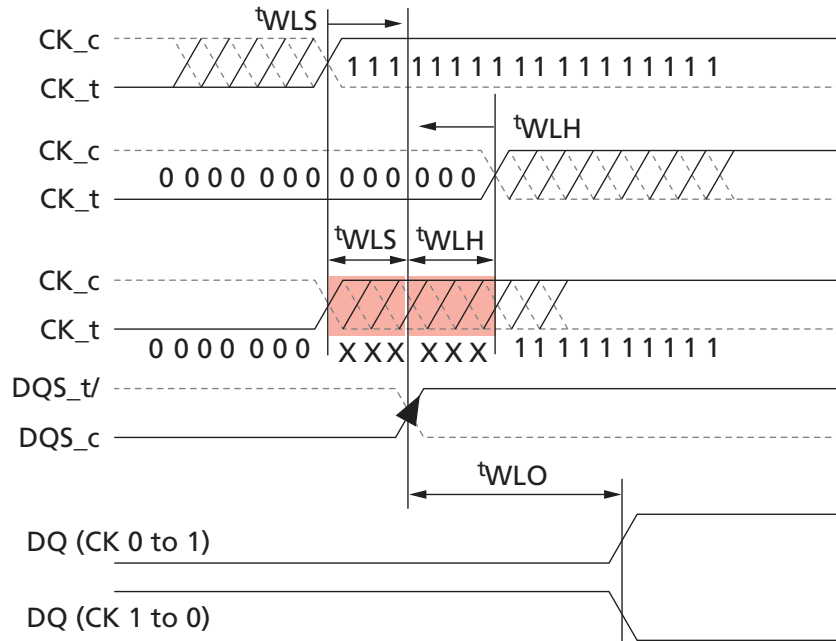 tWLS
CK_c
1 1 1 1 1 1 1 1 1 1 1 1 1 1 1 1
CK_t
tWLH
CK_c
0 0 0 0 0 0 0 0 0 0 0 0 0
CK_t
tWLS tWLH
CK_c
CK_t
0 0 0 0 0 0 0 X X X X X X 1 1 1 1 1 1 1 1 1
DQS_t/
DQS_c
tWLO
DQ (CK 0 to 1)
DQ (CK 1 to 0)